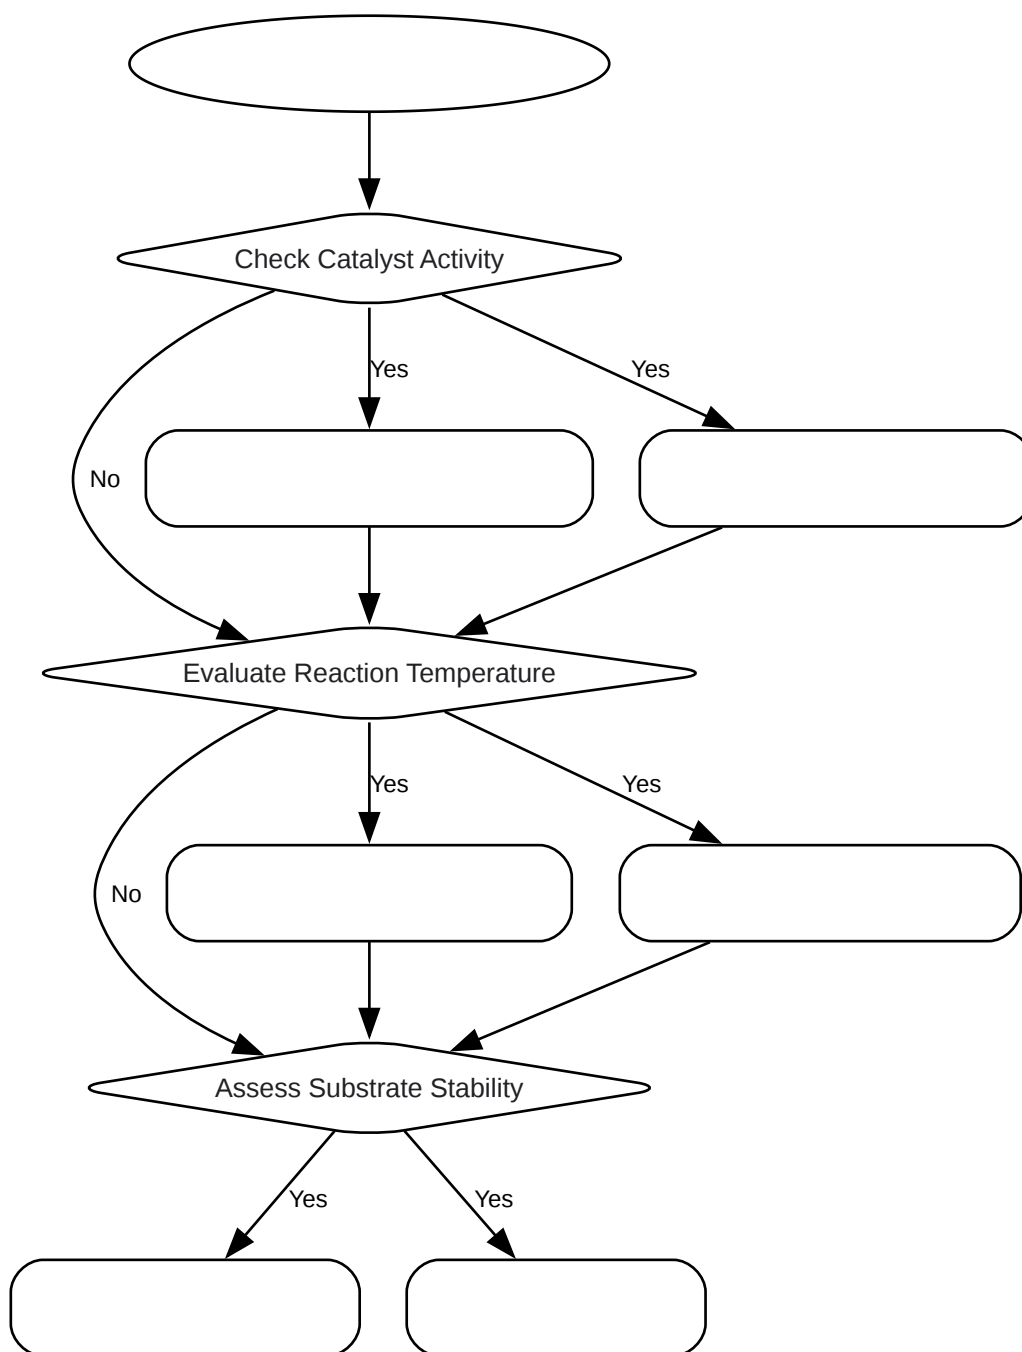 Check Catalyst Activity
Yes
Yes
No
Evaluate Reaction Temperature
Yes
Yes
No
Assess Substrate Stability
Yes
Yes